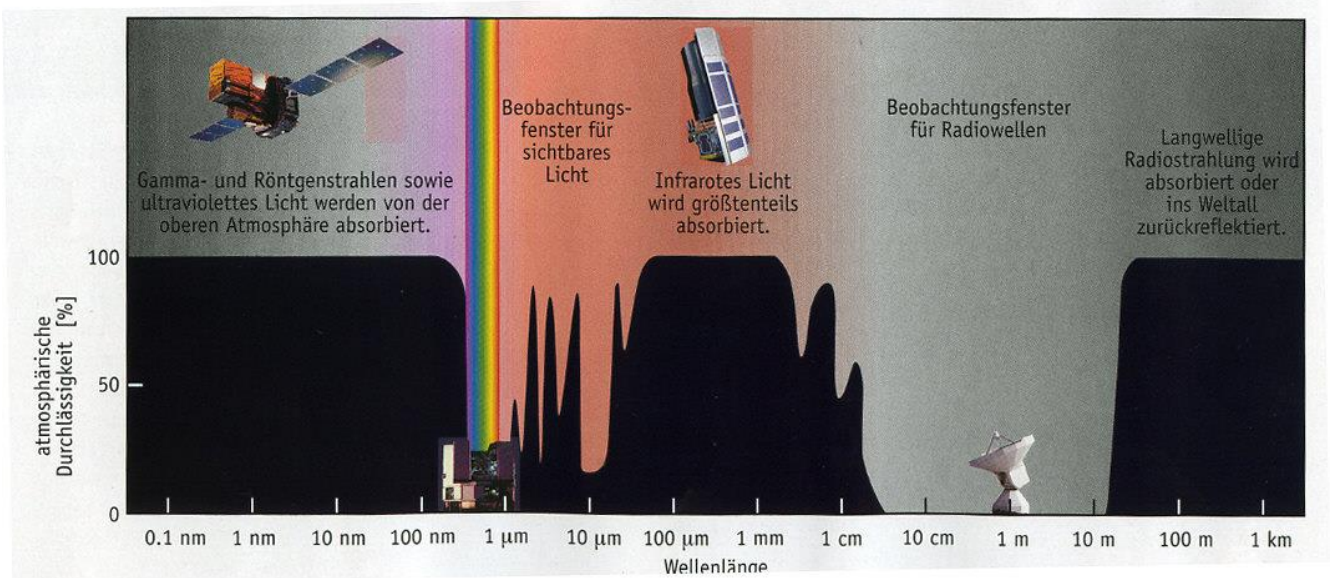 Gamma- und Röntgenstrahlen sowie
ultraviolettes Licht werden von der
oberen Atmosphäre absorbiert.
Beobachtungs-
fenster für
sichtbares
Licht
Infrarotes Licht
wird größtenteils
absorbiert.
Beobachtungsfenster
für Radiowellen
Langwellige
Radiostrahlung wird
absorbiert oder
ins Weltall
zurückreflektiert.
atmosphärische
Durchlässigkeit [%]
100
50
0
0.1 nm 1 nm 10 nm 100 nm 1 µm 10 µm 100 µm 1 mm 1 cm 10 cm 1 m 10 m 100 m 1 km
Wellenlänge